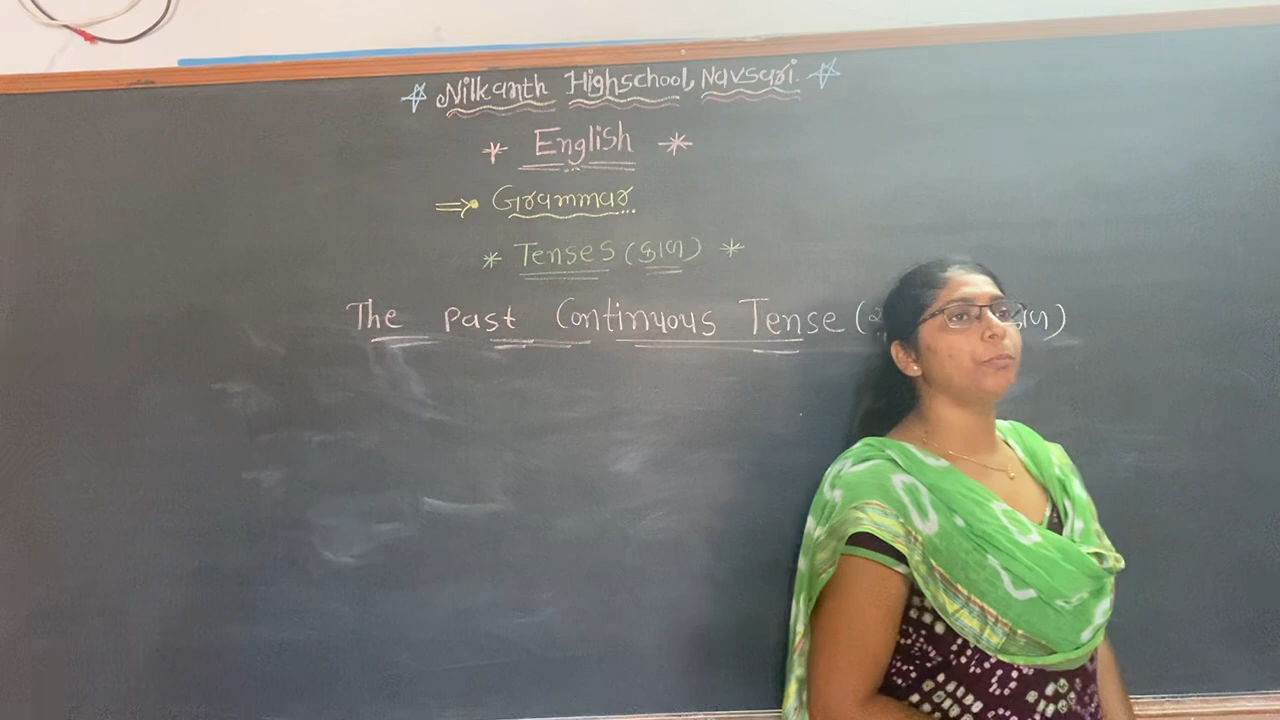 Nilkanth Highschool, Navsari.
English
Grammar
Tenses (કાળ)
The Past Continuous Tense (